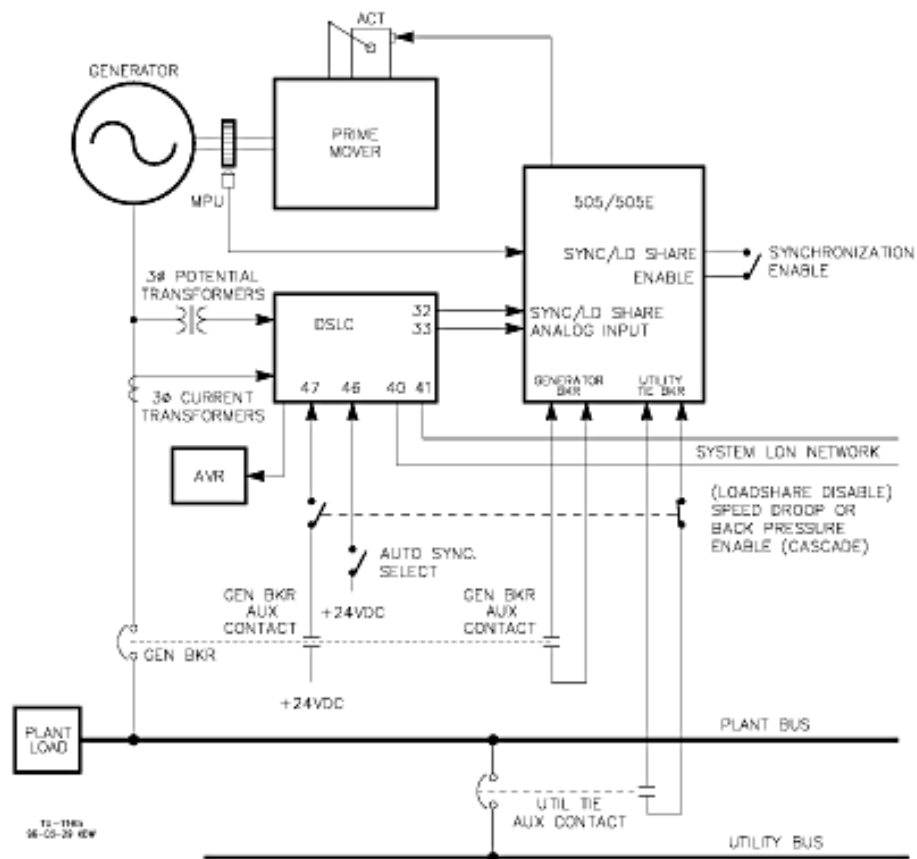 ACT
GENERATOR
PRIME
MOVER
MPU
505/505E
SYNC/LD SHARE
ENABLE
SYNCHRONIZATION
ENABLE
3Ø POTENTIAL
TRANSFORMERS
DSLC
32
33
SYNC/LD SHARE
ANALOG INPUT
GENERATOR
BKR
UTILITY
TIE BKR
47
46
40
41
3Ø CURRENT
TRANSFORMERS
SYSTEM LON NETWORK
AVR
(LOADSHARE DISABLE)
SPEED DROOP OR
BACK PRESSURE
ENABLE (CASCADE)
AUTO SYNC.
SELECT
+24VDC
GEN BKR
AUX
CONTACT
GEN BKR
AUX
CONTACT
GEN BKR
+24VDC
PLANT
LOAD
PLANT BUS
UTIL TIE
AUX CONTACT
UTILITY BUS